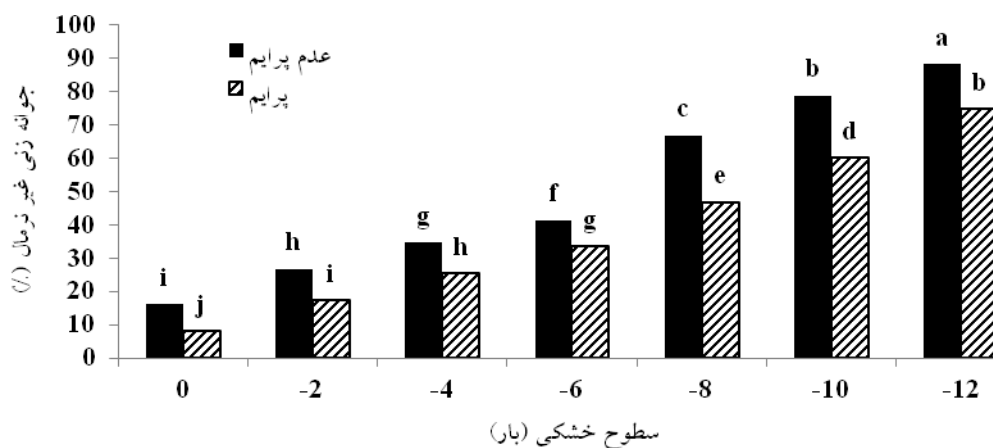 100
90
80
70
60
50
40
30
20
10
0
جوانه زنی غیر نرمال (٪)
عدم پرایم
پرایم
i j
h i
g h
f g
c e
b d
a b
0 -2 -4 -6 -8 -10 -12
سطوح خشکی (بار)